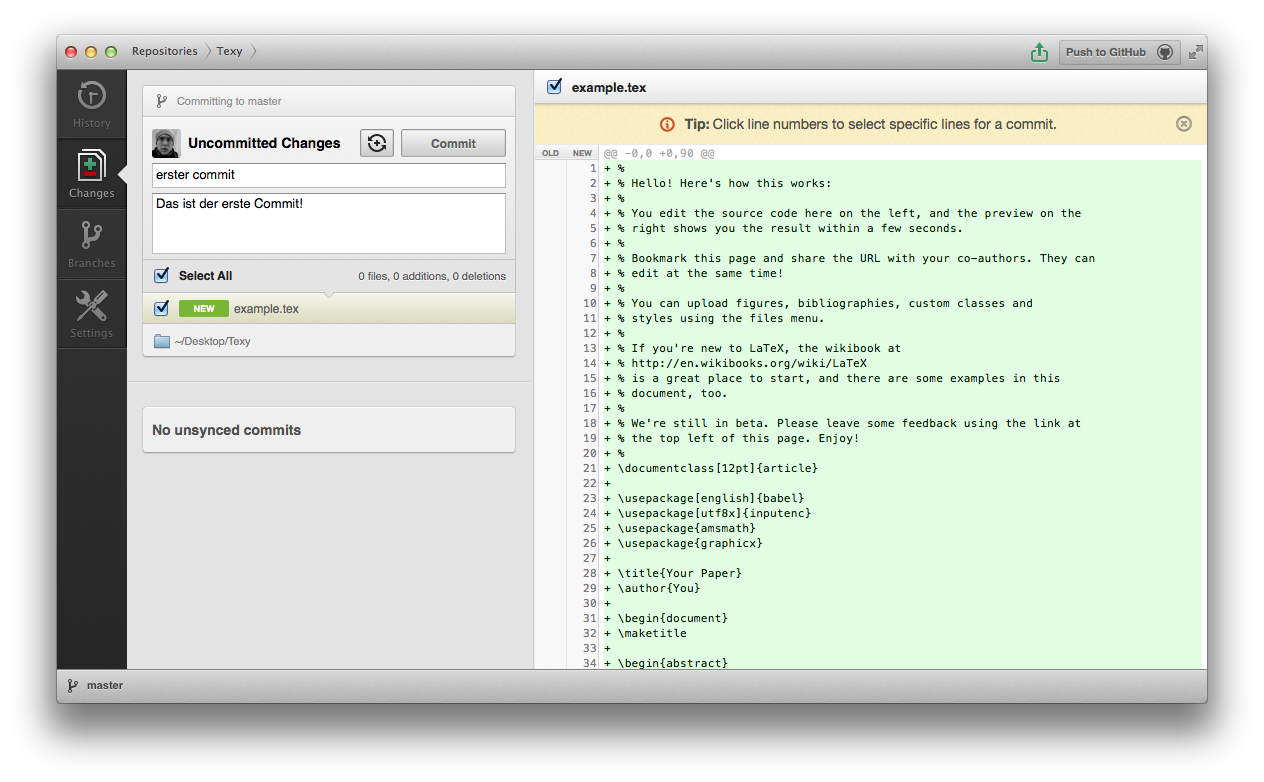 Repositories Texy
Push to GitHub
History
Changes
Branches
Settings
Committing to master
Uncommitted Changes
Commit
erster commit
Das ist der erste Commit!
Select All 0 files, 0 additions, 0 deletions
NEW example.tex
~/Desktop/Texy
No unsynced commits
example.tex
Tip: Click line numbers to select specific lines for a commit.
OLD NEW @@ -0,0 +0,90 @@
1 + %
2 + % Hello! Here's how this works:
3 + %
4 + % You edit the source code here on the left, and the preview on the
5 + % right shows you the result within a few seconds.
6 + %
7 + % Bookmark this page and share the URL with your co-authors. They can
8 + % edit at the same time!
9 + %
10 + % You can upload figures, bibliographies, custom classes and
11 + % styles using the files menu.
12 + %
13 + % If you're new to LaTeX, the wikibook at
14 + % http://en.wikibooks.org/wiki/LaTeX
15 + % is a great place to start, and there are some examples in this
16 + % document, too.
17 + %
18 + % We're still in beta. Please leave some feedback using the link at
19 + % the top left of this page. Enjoy!
20 + %
21 + \documentclass[12pt]{article}
22 +
23 + \usepackage[english]{babel}
24 + \usepackage[utf8x]{inputenc}
25 + \usepackage{amsmath}
26 + \usepackage{graphicx}
27 +
28 + \title{Your Paper}
29 + \author{You}
30 +
31 + \begin{document}
32 + \maketitle
33 +
34 + \begin{abstract}
master